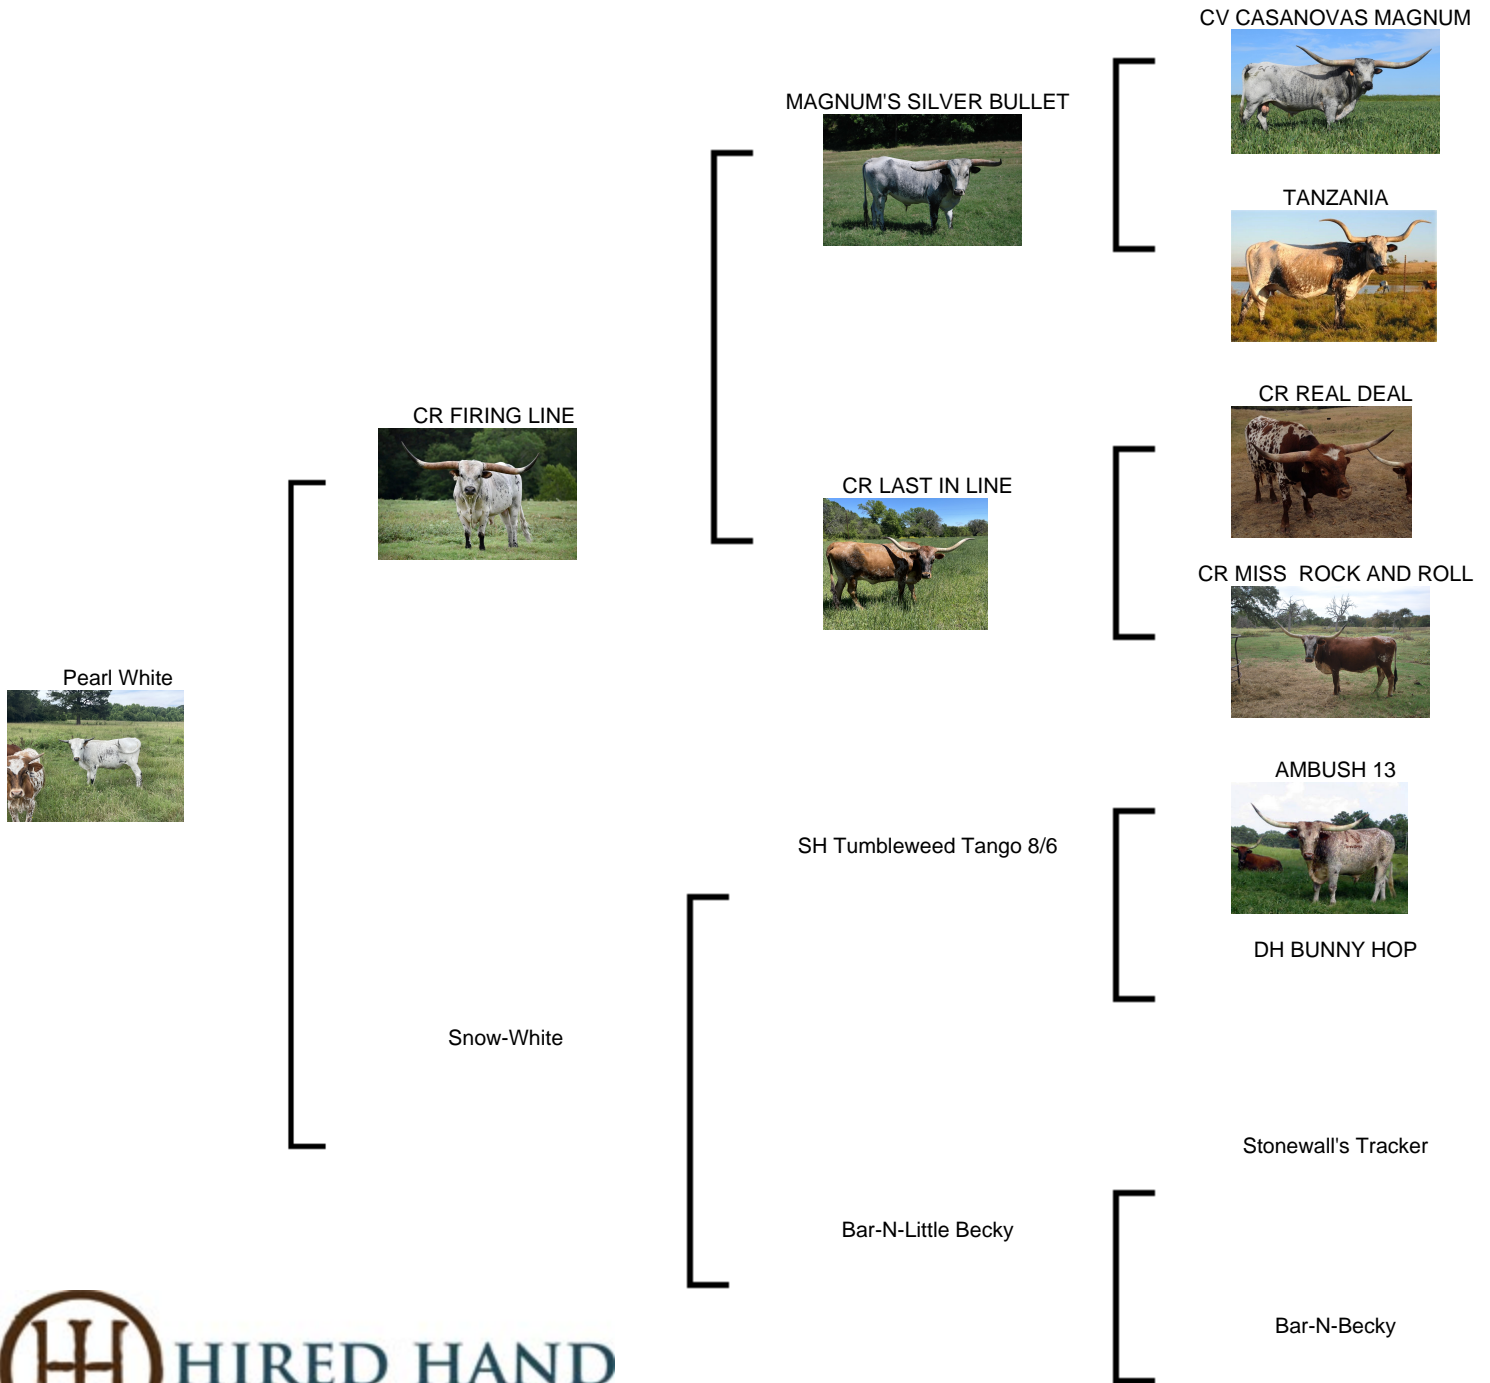 CV CASANOVAS MAGNUM
MAGNUM'S SILVER BULLET
TANZANIA
CR REAL DEAL
CR FIRING LINE
CR LAST IN LINE
CR MISS  ROCK AND ROLL
Pearl White
AMBUSH 13
SH Tumbleweed Tango 8/6
DH BUNNY HOP
Snow-White
Stonewall's Tracker
Bar-N-Little Becky
Bar-N-Becky
HIRED HAND